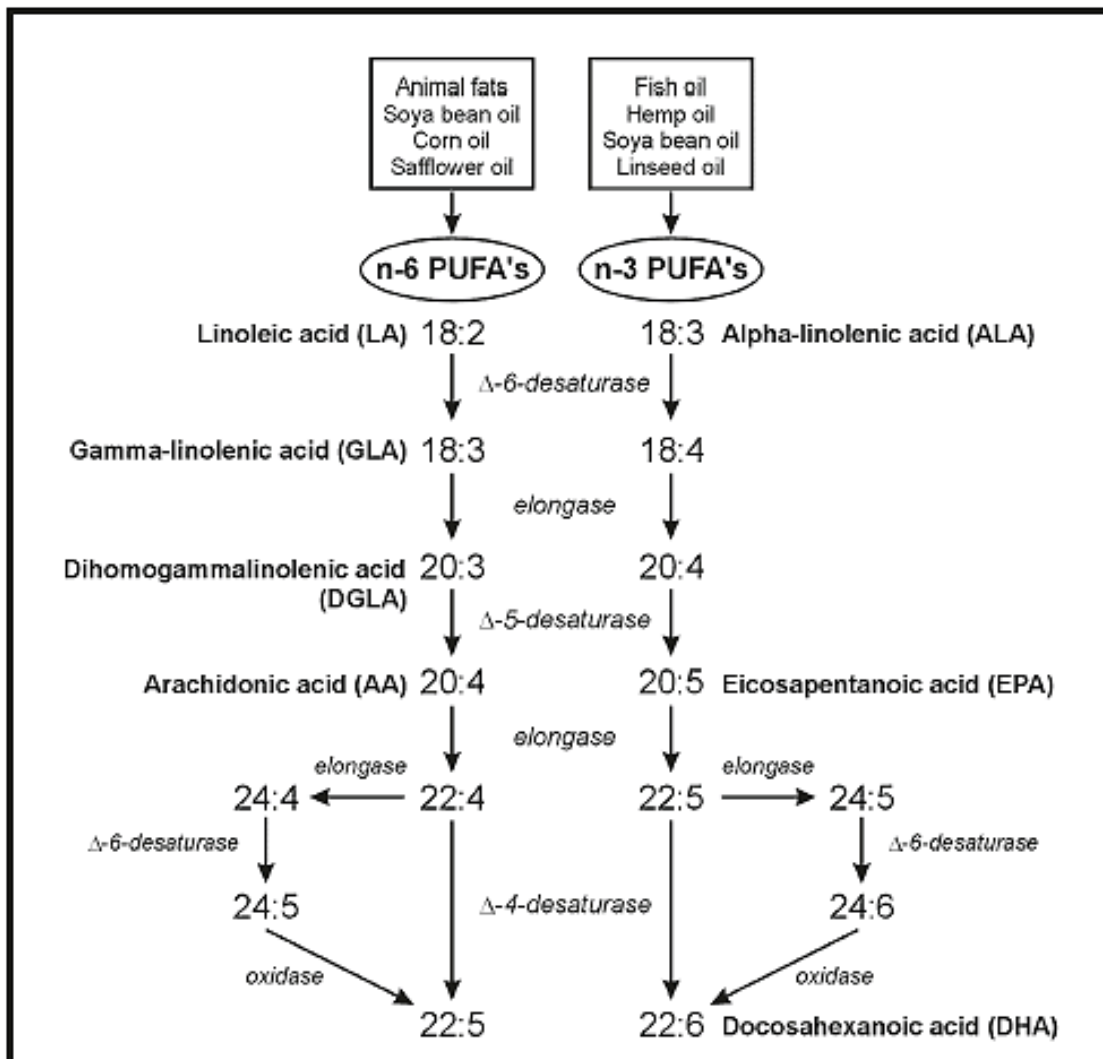 Animal fats
Soya bean oil
Corn oil
Safflower oil
Fish oil
Hemp oil
Soya bean oil
Linseed oil
n-6 PUFA's
n-3 PUFA's
Linoleic acid (LA) 18:2
18:3 Alpha-linolenic acid (ALA)
Δ-6-desaturase
Gamma-linolenic acid (GLA) 18:3
18:4
elongase
Dihomogammalinolenic acid 20:3
(DGLA)
20:4
Δ-5-desaturase
Arachidonic acid (AA) 20:4
20:5 Eicosapentanoic acid (EPA)
elongase
elongase
elongase
24:4
22:4
22:5
24:5
Δ-6-desaturase
Δ-6-desaturase
24:5
Δ-4-desaturase
24:6
oxidase
oxidase
22:5
22:6 Docosahexanoic acid (DHA)